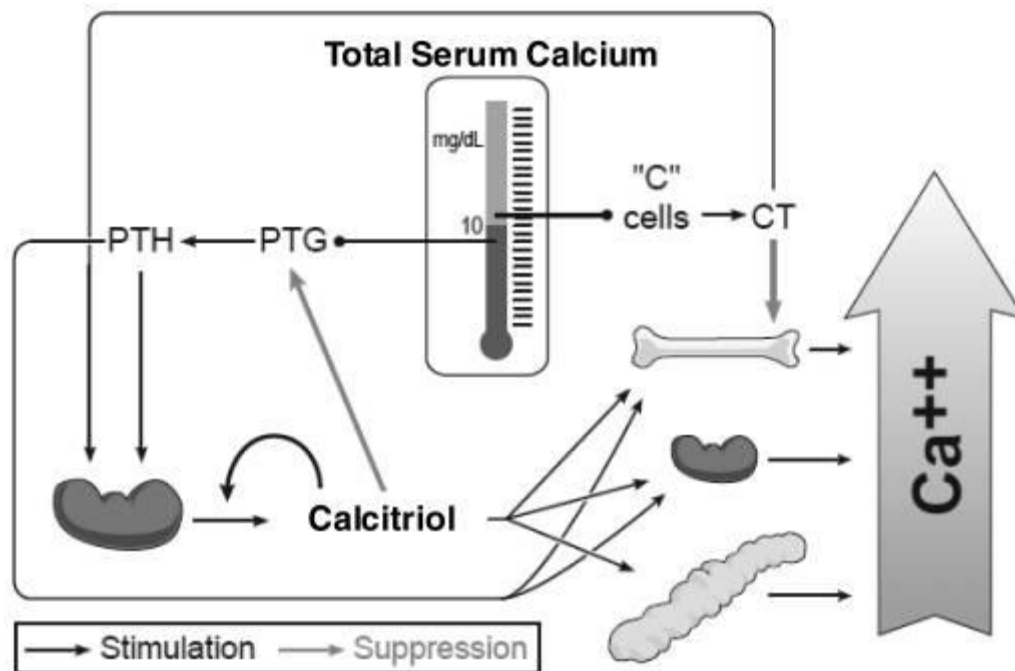 Total Serum Calcium
mg/dL
10
"C"
cells
CT
PTH
PTG
Calcitriol
Ca++
Stimulation
Suppression